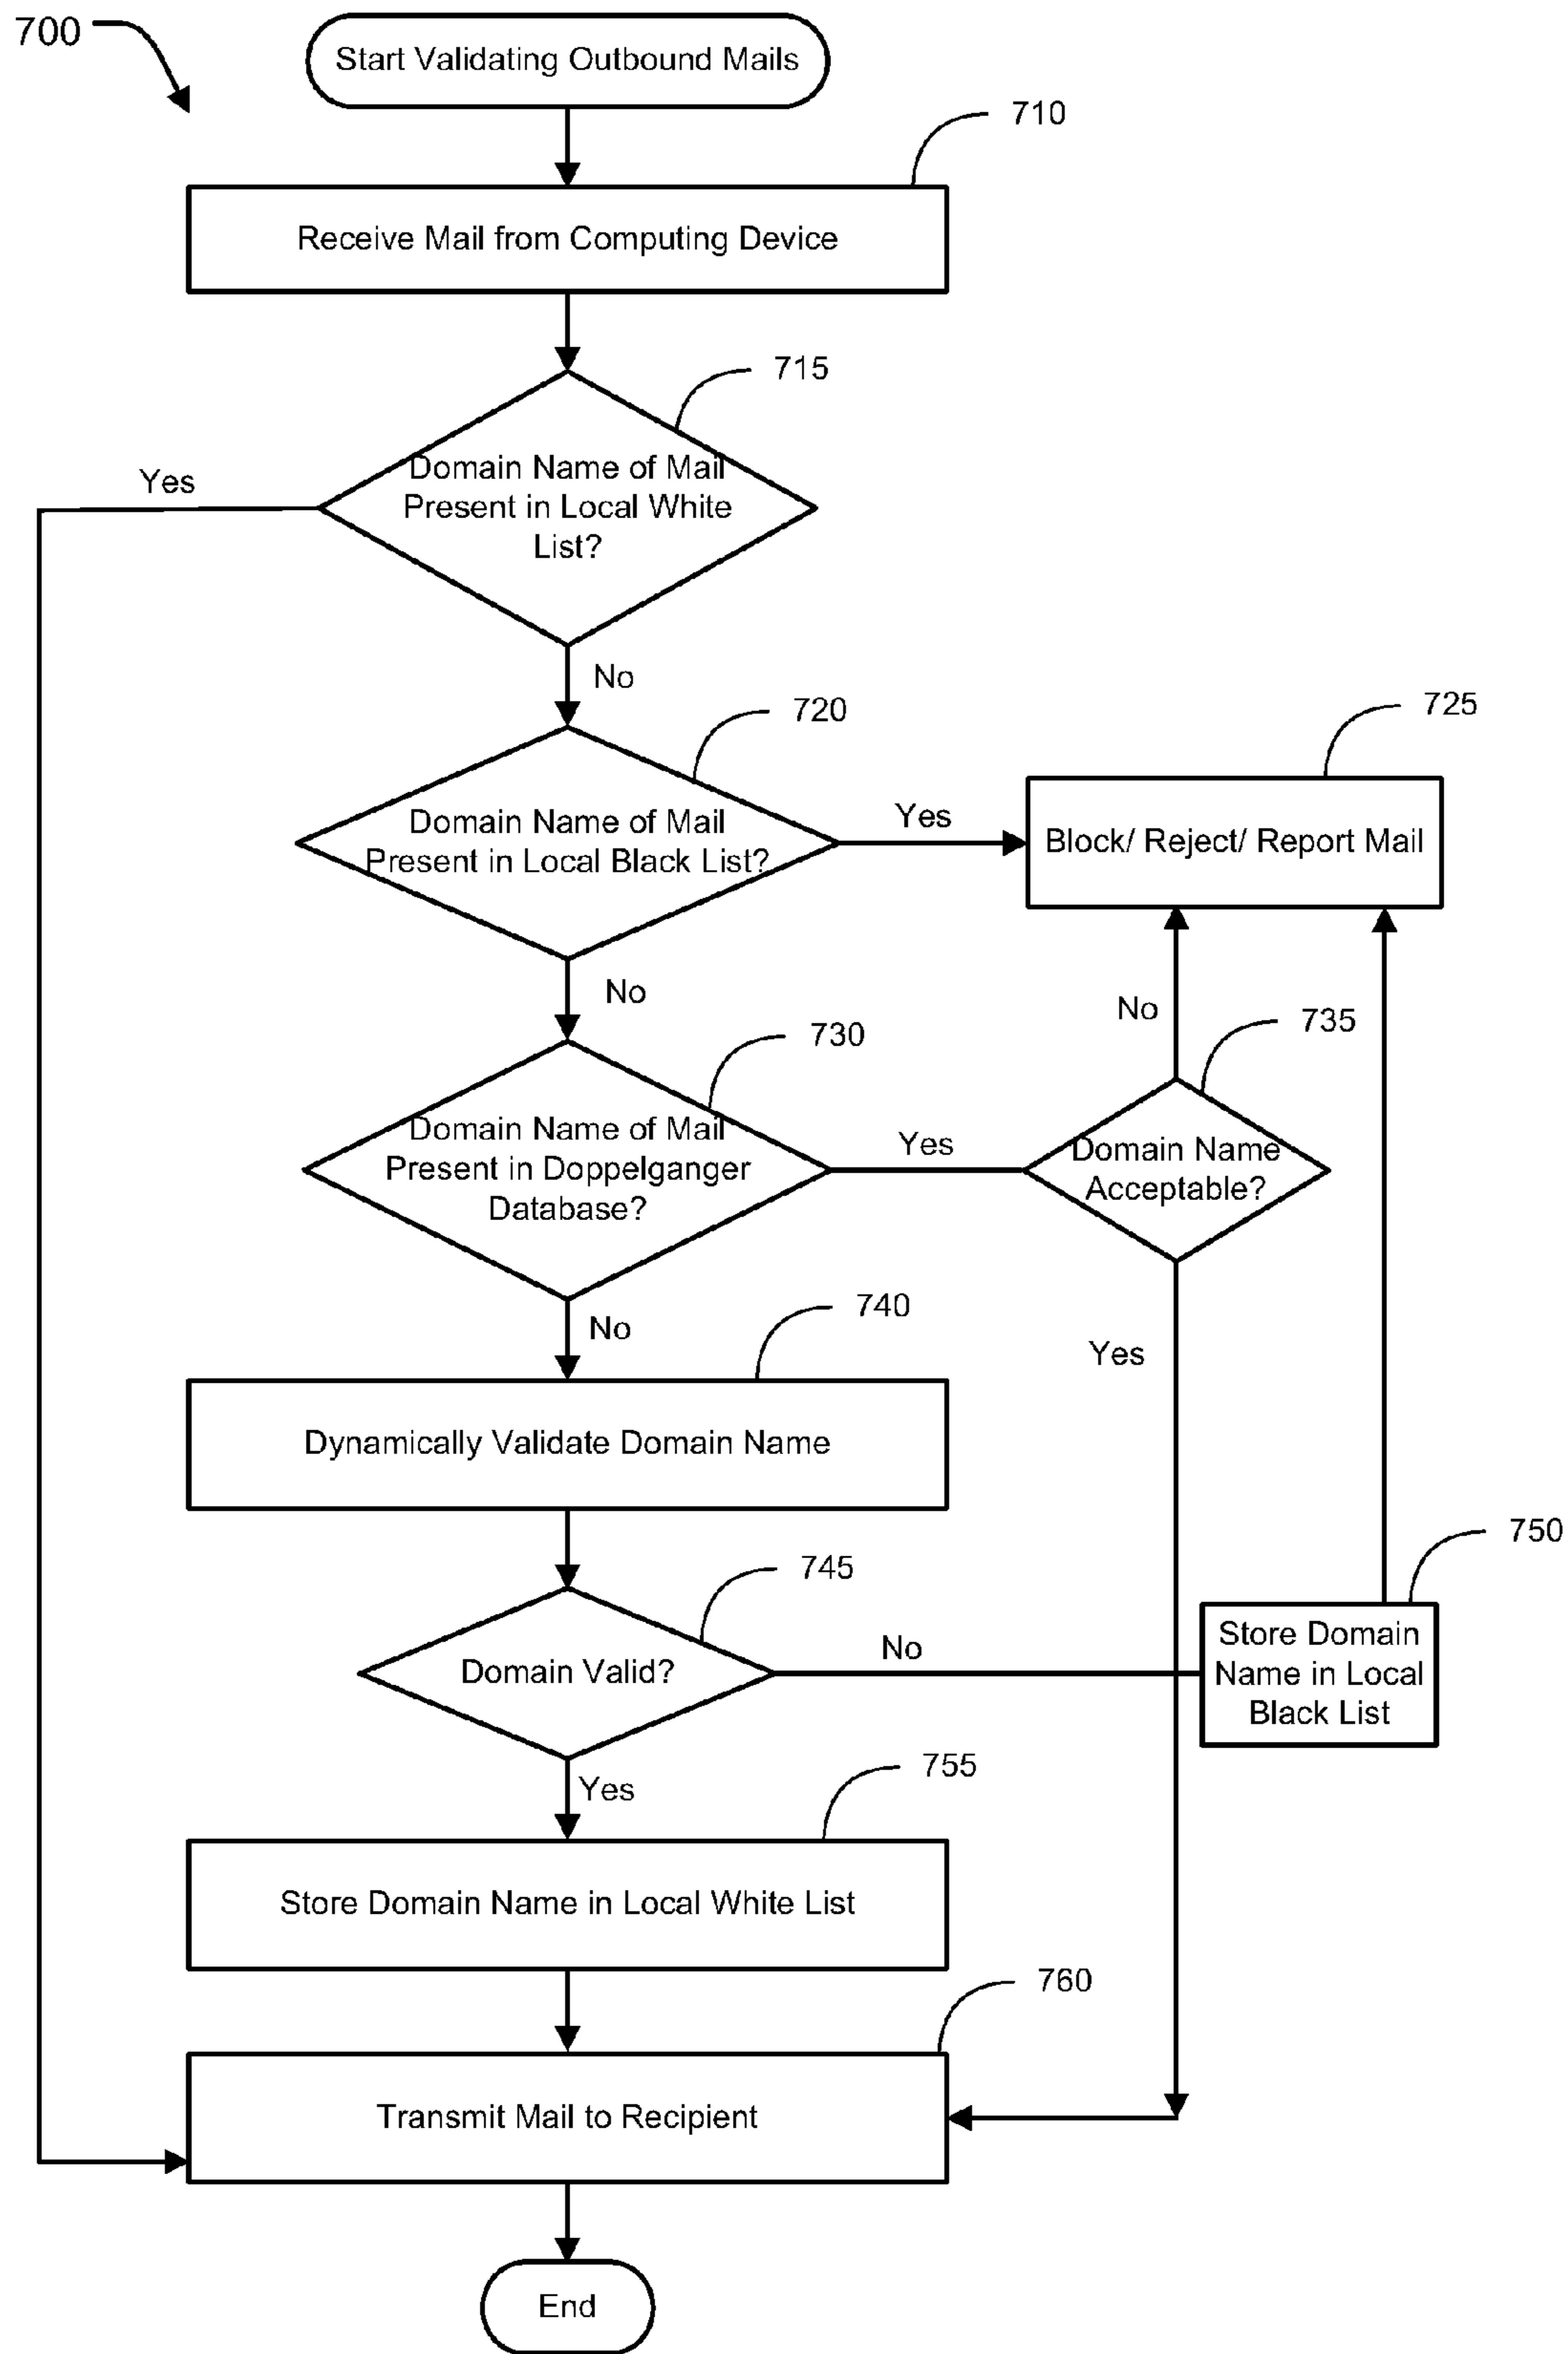 700
Start Validating Outbound Mails
710
Receive Mail from Computing Device
715
Domain Name of Mail
Present in Local White
List?
Yes
No
720
Domain Name of Mail
Present in Local Black List?
Yes
725
Block/ Reject/ Report Mail
No
730
Domain Name of Mail
Present in Doppelganger
Database?
Yes
No
735
Domain Name
Acceptable?
Yes
No
740
Dynamically Validate Domain Name
745
Domain Valid?
No
750
Store Domain
Name in Local
Black List
Yes
755
Store Domain Name in Local White List
760
Transmit Mail to Recipient
End